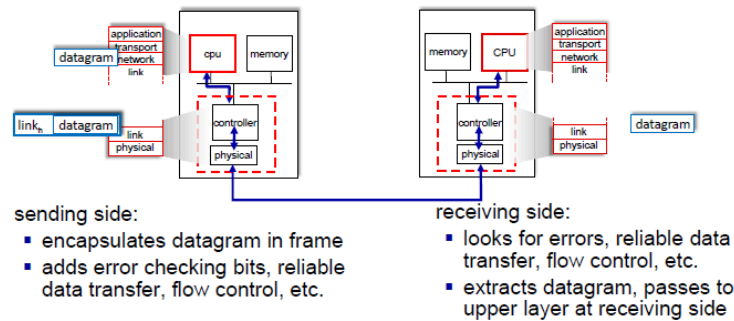 application
transport
network
link
datagram
cpu
memory
controller
physical
link
physical
linkh datagram
memory
CPU
controller
physical
application
transport
network
link
link
physical
datagram
sending side:
▪ encapsulates datagram in frame
▪ adds error checking bits, reliable
data transfer, flow control, etc.
receiving side:
▪ looks for errors, reliable data
transfer, flow control, etc.
▪ extracts datagram, passes to
upper layer at receiving side